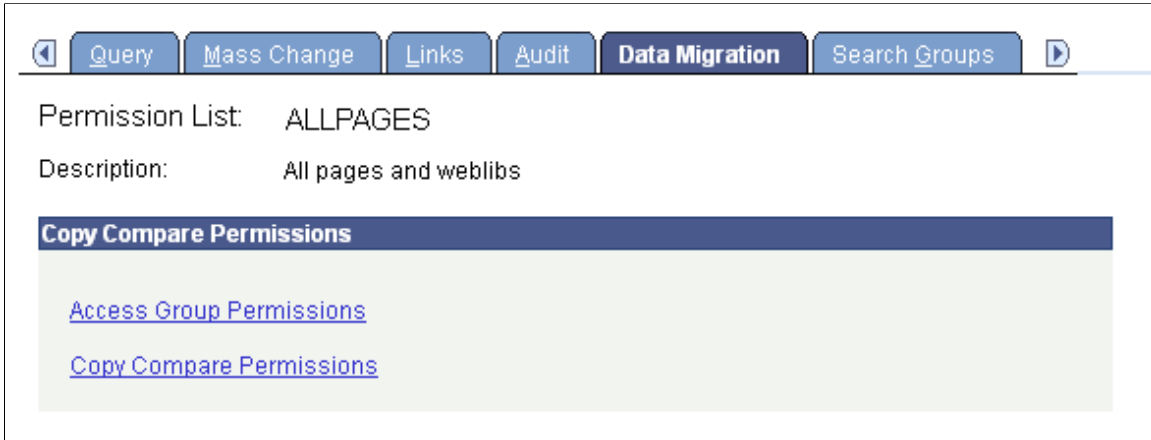 Query Mass Change Links Audit Data Migration Search Groups
Permission List: ALLPAGES
Description: All pages and weblibs
Copy Compare Permissions
Access Group Permissions
Copy Compare Permissions